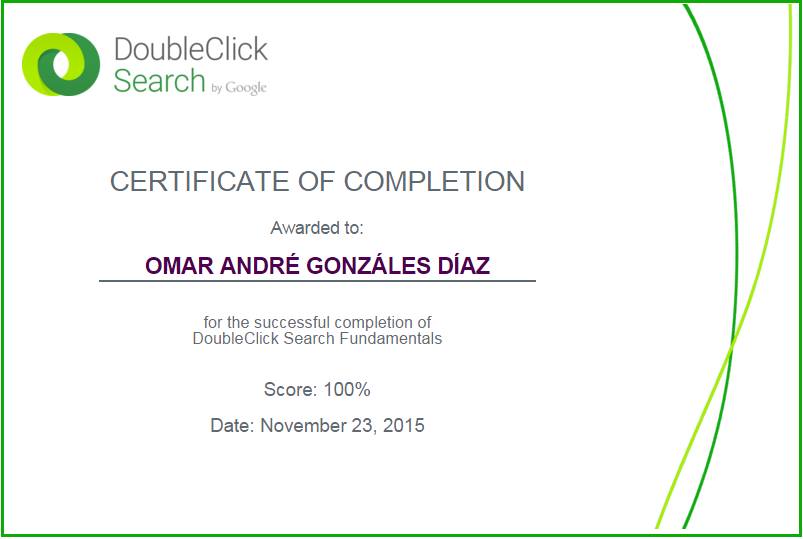 DoubleClick
Search by Google
CERTIFICATE OF COMPLETION
Awarded to:
OMAR ANDRÉ GONZÁLES DÍAZ
for the successful completion of
DoubleClick Search Fundamentals
Score: 100%
Date: November 23, 2015